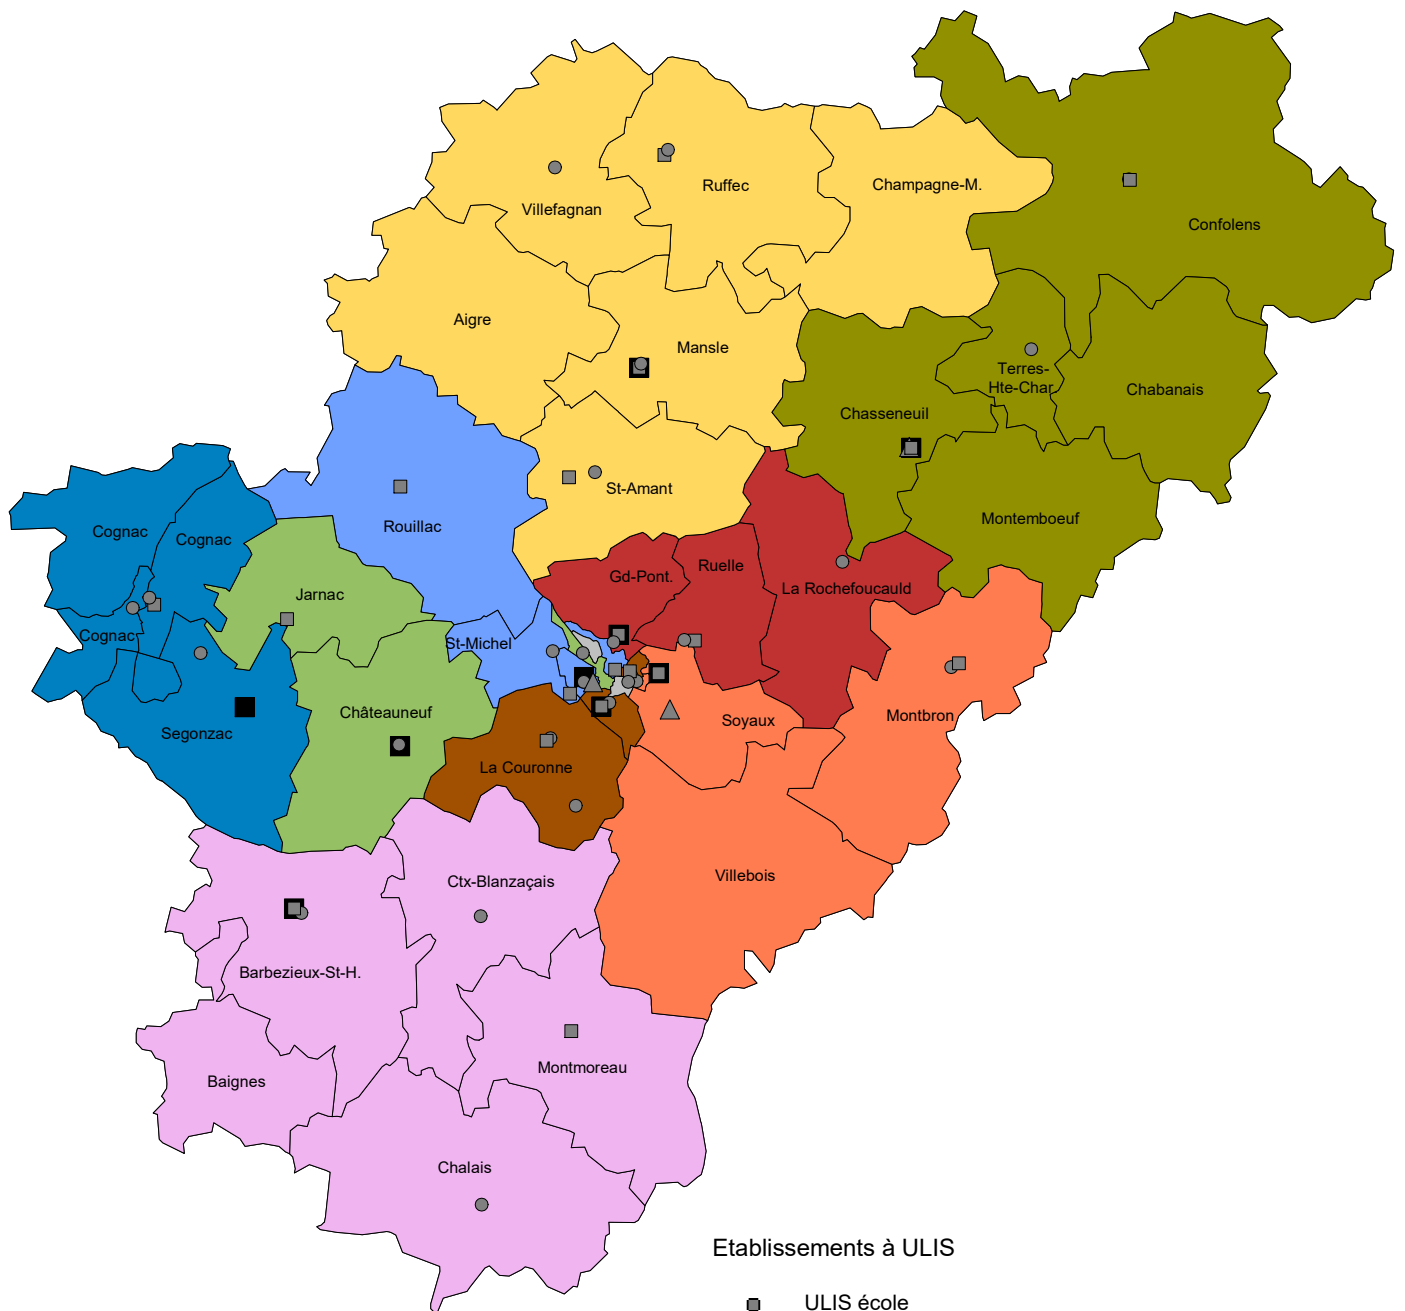 Ruffec
Champagne-M.
Villefagnan
Confolens
Aigre
Mansle
Terres-
Hte-Char.
Chabanais
Chasseneuil
St-Amant
Montemboeuf
Rouillac
Cognac
Cognac
Ruelle
Gd-Pont.
La Rochefoucauld
Jarnac
Cognac
St-Michel
Châteauneuf
Montbron
Soyaux
Segonzac
La Couronne
Villebois
Ctx-Blanzaçais
Barbezieux-St-H.
Montmoreau
Baignes
Chalais
Etablissements à ULIS
ULIS école